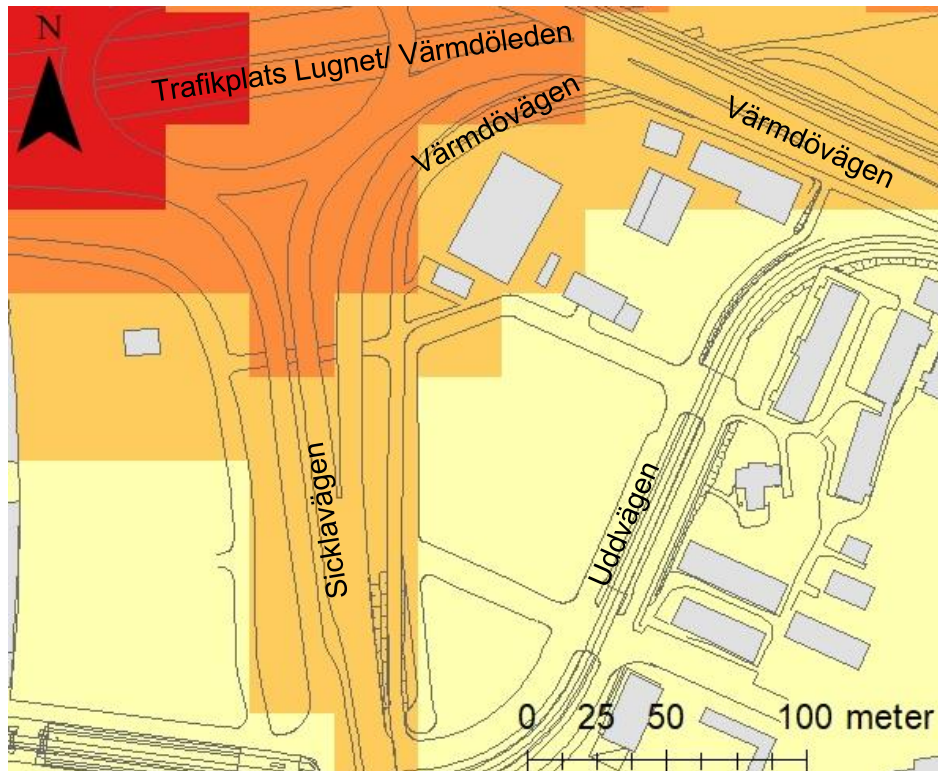 N
Trafikplats Lugnet/ Värmdöleden
Värmdövägen
Värmdövägen
Sicklavägen
Uddvägen
0 25 50 100 meter